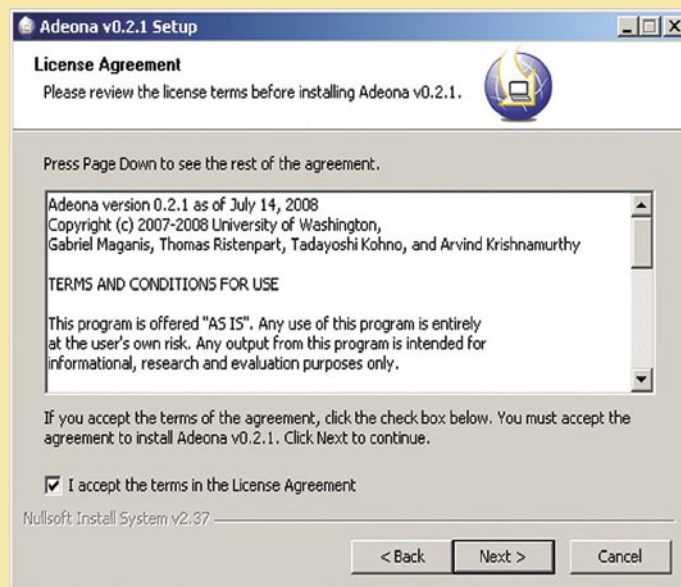 Adeona v0.2.1 Setup
License Agreement
Please review the license terms before installing Adeona v0.2.1.
Press Page Down to see the rest of the agreement.
Adeona version 0.2.1 as of July 14, 2008
Copyright (c) 2007-2008 University of Washington,
Gabriel Maganis, Thomas Ristenpart, Tadayoshi Kohno, and Arvind Krishnamurthy
TERMS AND CONDITIONS FOR USE
This program is offered "AS IS". Any use of this program is entirely
at the user's own risk. Any output from this program is intended for
informational, research and evaluation purposes only.
If you accept the terms of the agreement, click the check box below. You must accept the
agreement to install Adeona v0.2.1. Click Next to continue.
I accept the terms in the License Agreement
Nullsoft Install System v2.37
< Back Next > Cancel